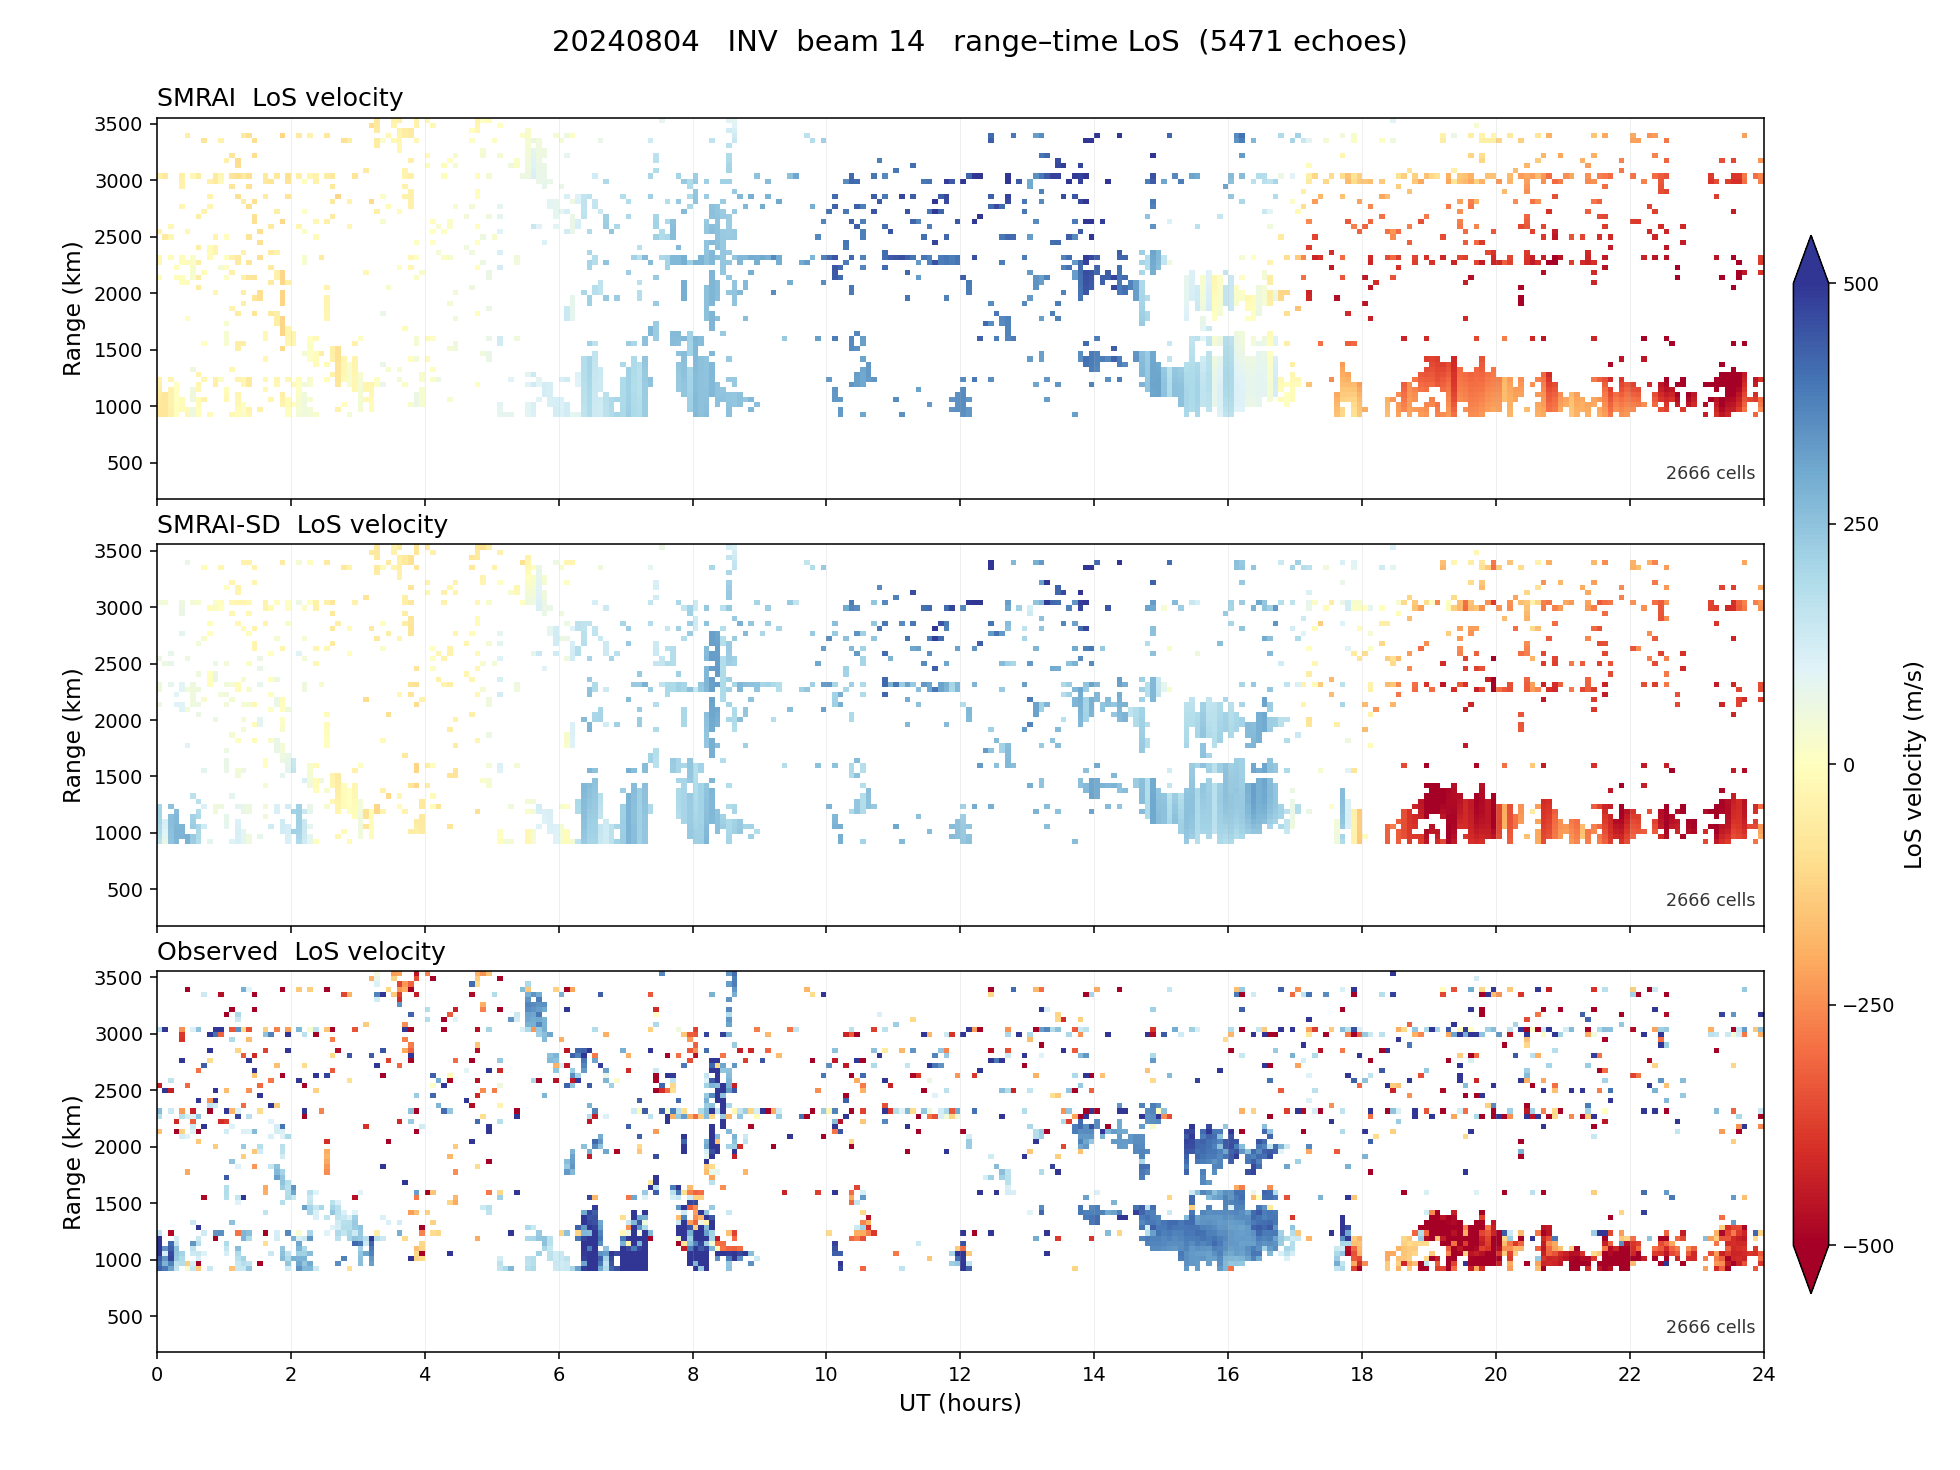 20240804   INV  beam 14   range–time LoS  (5471 echoes)
SMRAI  LoS velocity
3500
3000
2500
2000
1500
1000
500
Range (km)
2666 cells
SMRAI-SD  LoS velocity
3500
3000
2500
2000
1500
1000
500
Range (km)
2666 cells
Observed  LoS velocity
3500
3000
2500
2000
1500
1000
500
Range (km)
2666 cells
0 2 4 6 8 10 12 14 16 18 20 22 24
UT (hours)
500
250
0
−250
−500
LoS velocity (m/s)